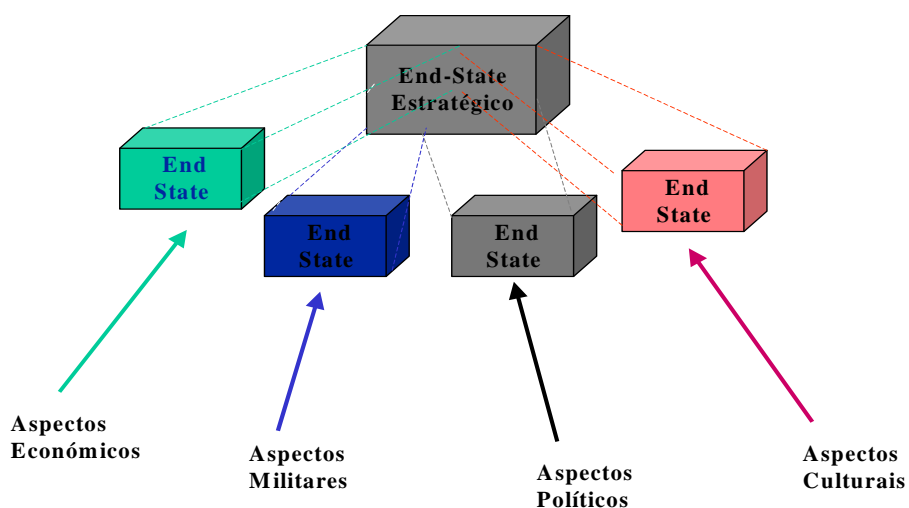 End-State
Estratégico
End
State
End
State
End
State
End
State
Aspectos
Económicos
Aspectos
Militares
Aspectos
Políticos
Aspectos
Culturais